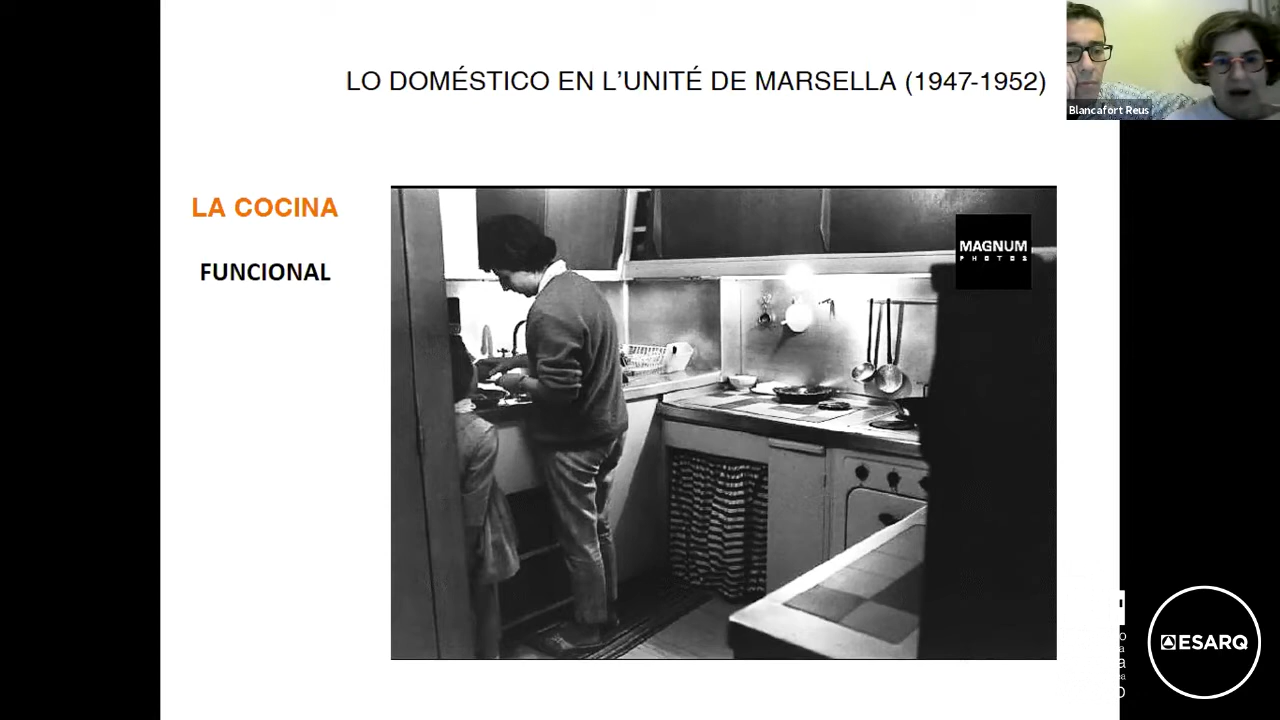 LO DOMÉSTICO EN L’UNITÉ DE MARSELLA (1947-1952)
Blancafort Reus
LA COCINA
FUNCIONAL
MAGNUM
PHOTOS
ESARQ